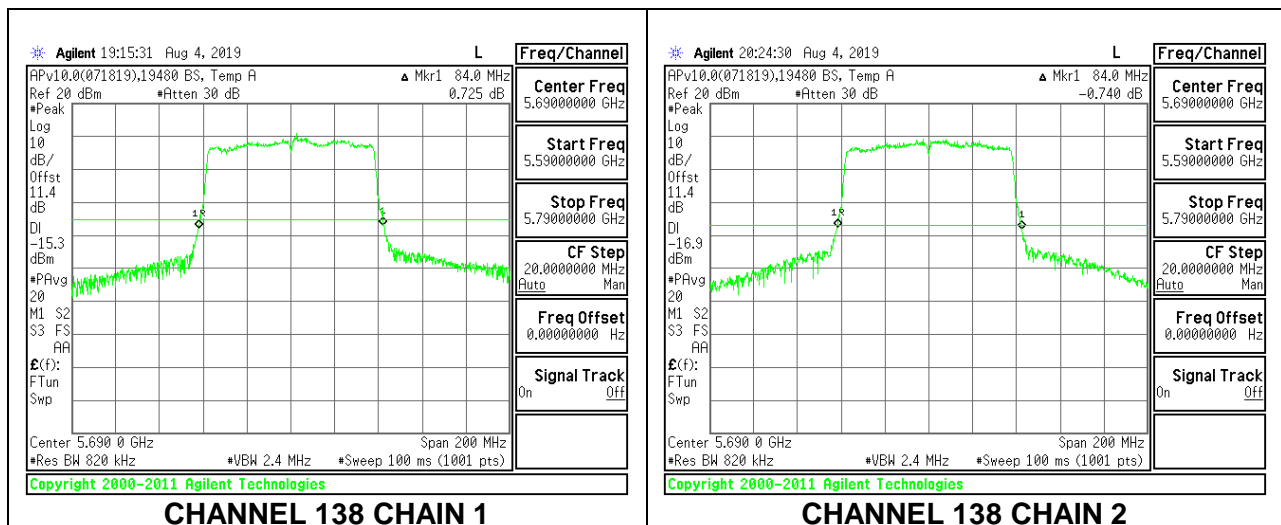 Agilent 19:15:31 Aug 4, 2019 L
Freq/Channel
APv10.0(071819),19480 BS, Temp A Δ Mkr1 84.0 MHz
Ref 20 dBm #Atten 30 dB 0.725 dB
#Peak
Log
10
dB/
Offst
11.4
dB
DI
-15.3
dBm
#PAvg
20
M1 S2
S3 FS
AA
£(f):
FTun
Swp
1R
1
Center 5.690 0 GHz Span 200 MHz
#Res BW 820 kHz #VBW 2.4 MHz #Sweep 100 ms (1001 pts)
Copyright 2000-2011 Agilent Technologies
Center Freq
5.69000000 GHz
Start Freq
5.59000000 GHz
Stop Freq
5.79000000 GHz
CF Step
20.0000000 MHz
Auto Man
Freq Offset
0.00000000 Hz
Signal Track
On Off
CHANNEL 138 CHAIN 1
Agilent 20:24:30 Aug 4, 2019 L
Freq/Channel
APv10.0(071819),19480 BS, Temp A Δ Mkr1 84.0 MHz
Ref 20 dBm #Atten 30 dB -0.740 dB
#Peak
Log
10
dB/
Offst
11.4
dB
DI
-16.9
dBm
#PAvg
20
M1 S2
S3 FS
AA
£(f):
FTun
Swp
1R
1
Center 5.690 0 GHz Span 200 MHz
#Res BW 820 kHz #VBW 2.4 MHz #Sweep 100 ms (1001 pts)
Copyright 2000-2011 Agilent Technologies
Center Freq
5.69000000 GHz
Start Freq
5.59000000 GHz
Stop Freq
5.79000000 GHz
CF Step
20.0000000 MHz
Auto Man
Freq Offset
0.00000000 Hz
Signal Track
On Off
CHANNEL 138 CHAIN 2